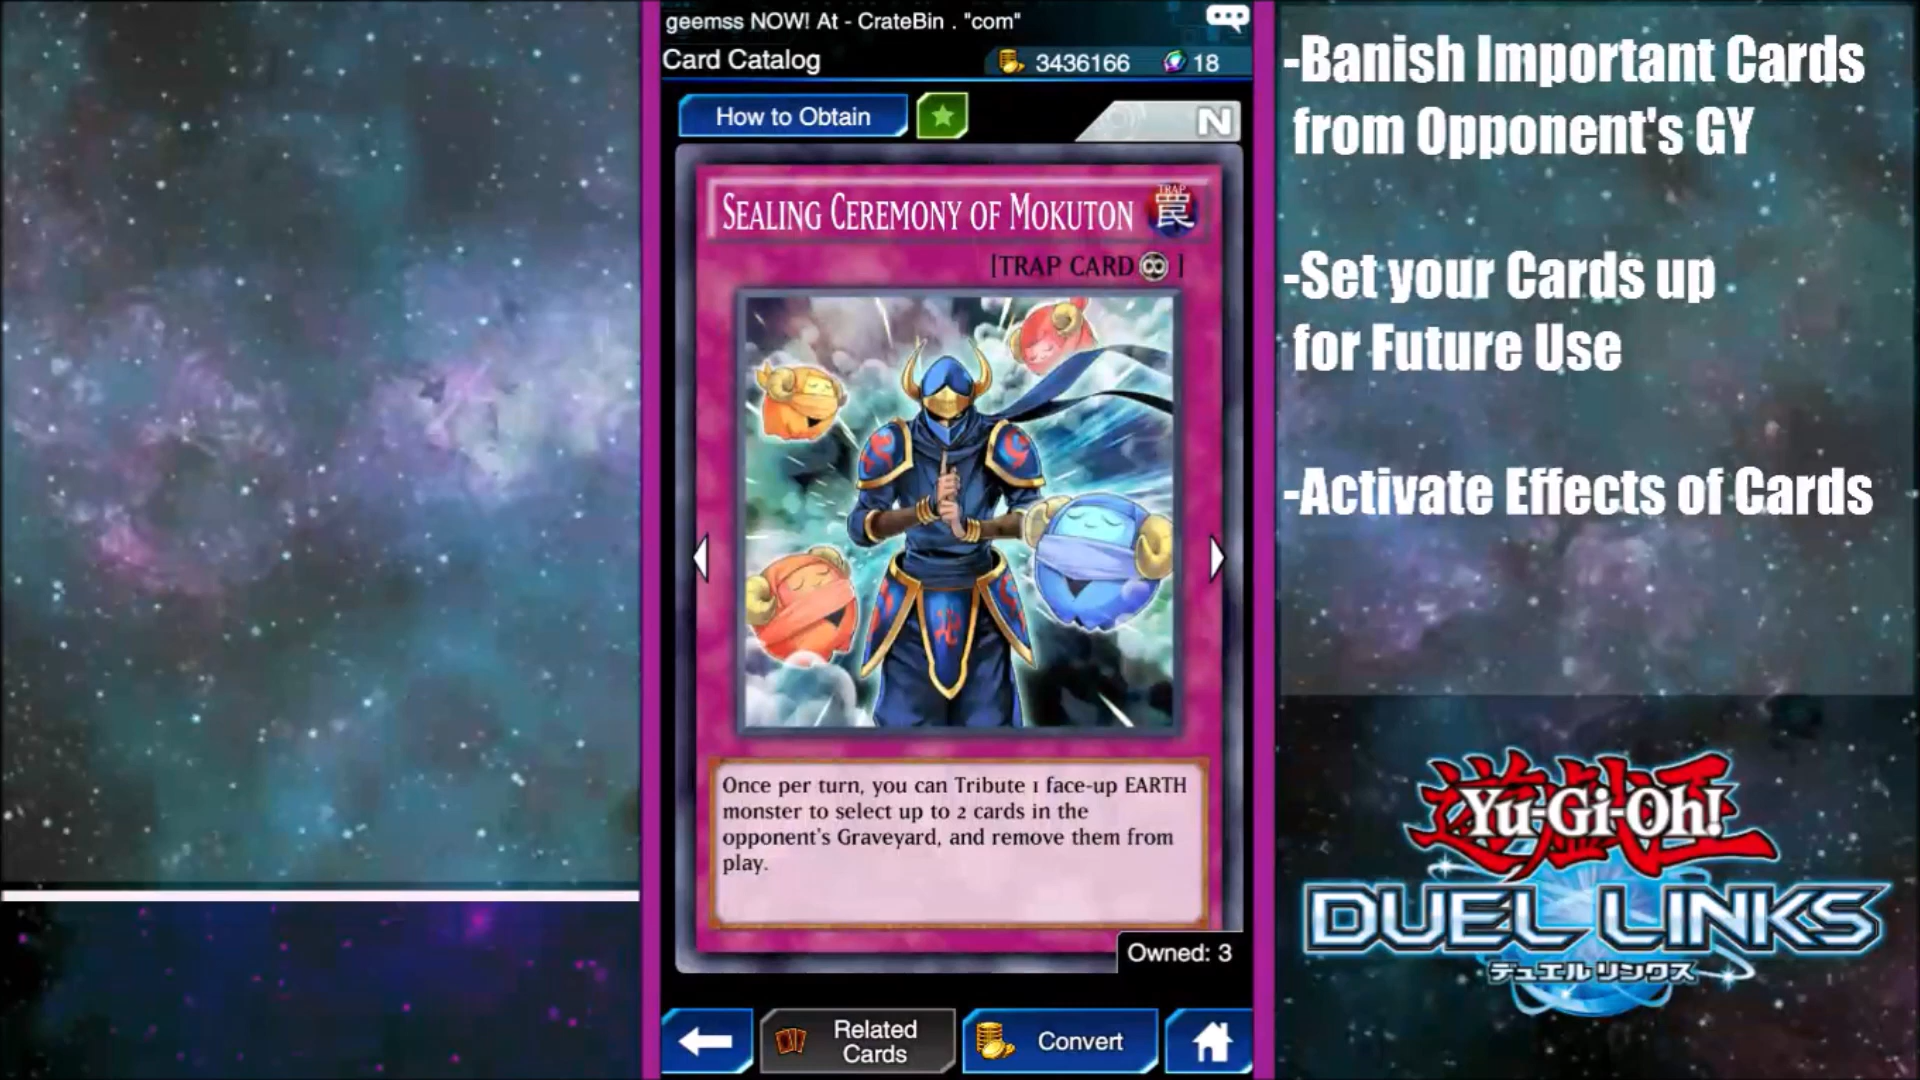 geemss NOW! At - CrateBin . "com"
Card Catalog
3436166
18
How to Obtain
N
SEALING CEREMONY OF MOKUTON
TRAP
罠
[TRAP CARD ]
Once per turn, you can Tribute 1 face-up EARTH
monster to select up to 2 cards in the
opponent's Graveyard, and remove them from
play.
Owned: 3
Related
Cards
Convert
-Banish Important Cards
from Opponent's GY
-Set your Cards up
for Future Use
-Activate Effects of Cards
遊戯王
Yu-Gi-Oh!
DUEL LINKS
デュエル リンクス